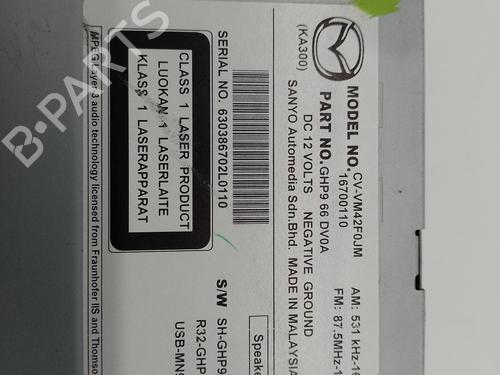 MODEL NO. CV-VM42F0JM
16700110
(KA300)
PART NO. GHP9 66 DV0A
DC 12 VOLTS NEGATIVE GROUND
SANYO Automedia Sdn.Bhd. MADE IN MALAYSIA
AM: 531 kHz-16
FM: 87.5MHz-1
SERIAL NO. 630386702L0110
S/W SH-GHP9
R32-GHP
USB-MN9
Speake
CLASS 1 LASER PRODUCT
LUOKAN 1 LASERLAITE
KLASS 1 LASERAPPARAT
MPEG Layer 3 audio technology licensed from Fraunhofer IIS and Thomso
B-PARTS